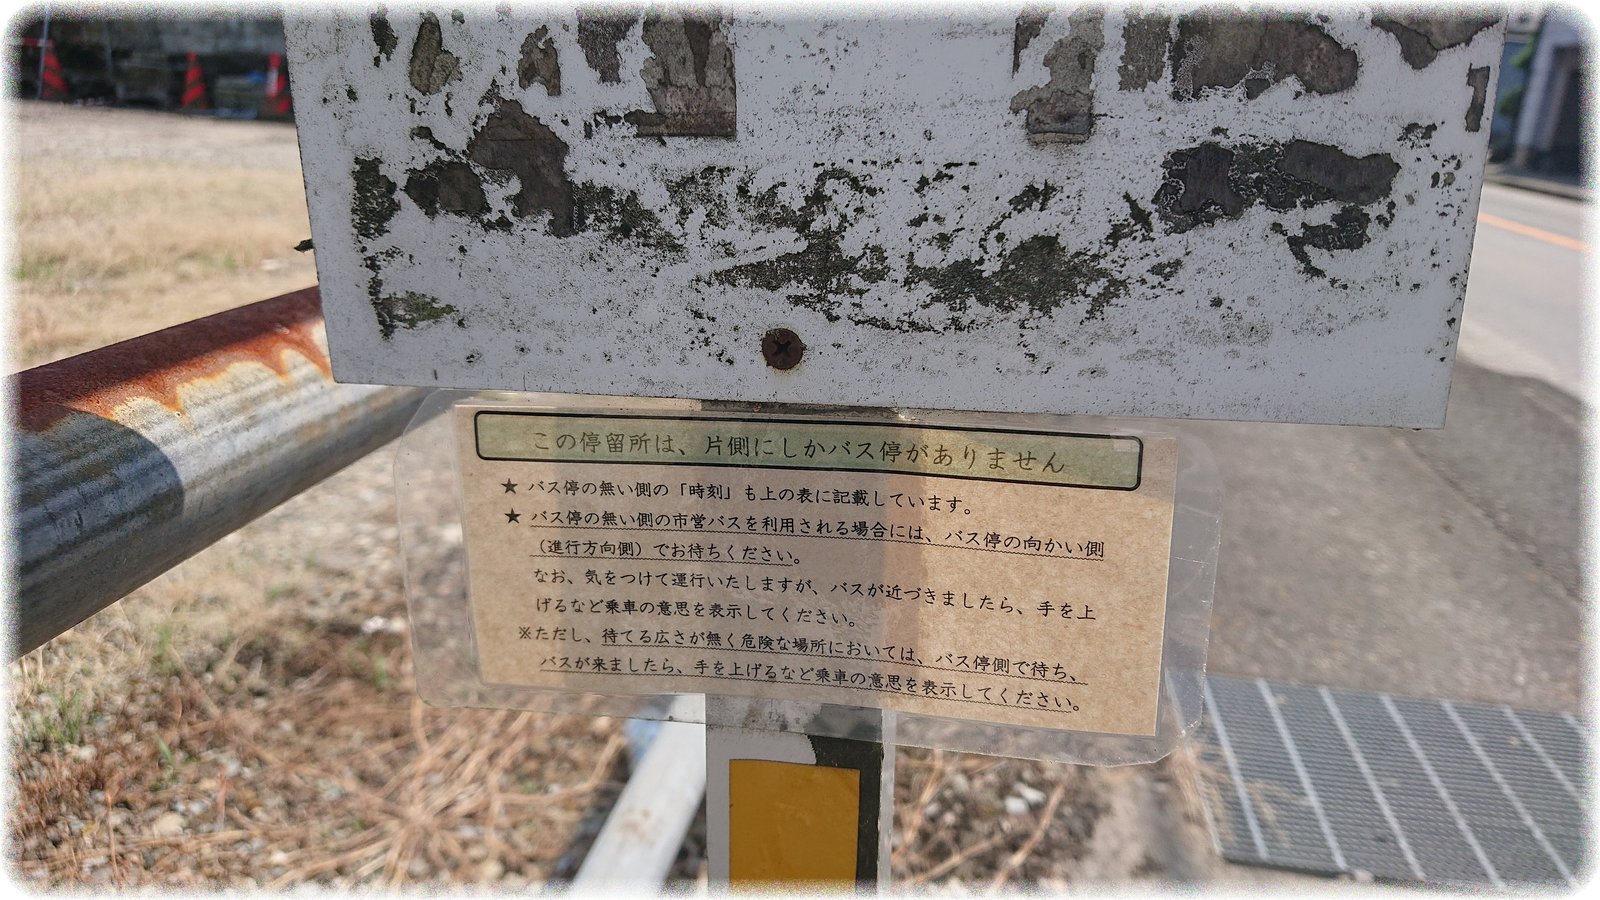 この停留所は、片側にしかバス停がありません
★ バス停の無い側の「時刻」も上の表に記載しています。
★ バス停の無い側の市営バスを利用される場合には、バス停の向かい側
（進行方向側）でお待ちください。
なお、気をつけて運行いたしますが、バスが近づきましたら、手を上
げるなど乗車の意思を表示してください。
※ただし、待てる広さが無く危険な場所においては、バス停側で待ち、
バスが来ましたら、手を上げるなど乗車の意思を表示してください。